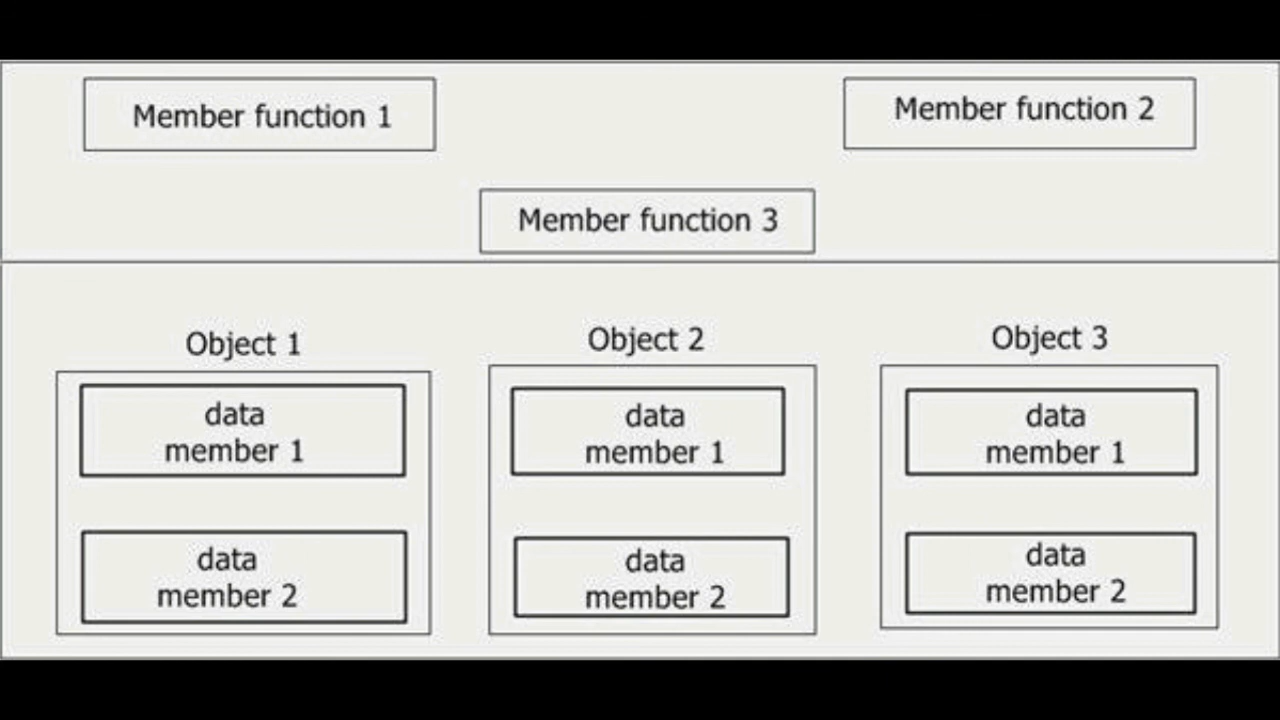 Member function 1
Member function 2
Member function 3
Object 1
Object 2
Object 3
data
member 1
data
member 1
data
member 1
data
member 2
data
member 2
data
member 2